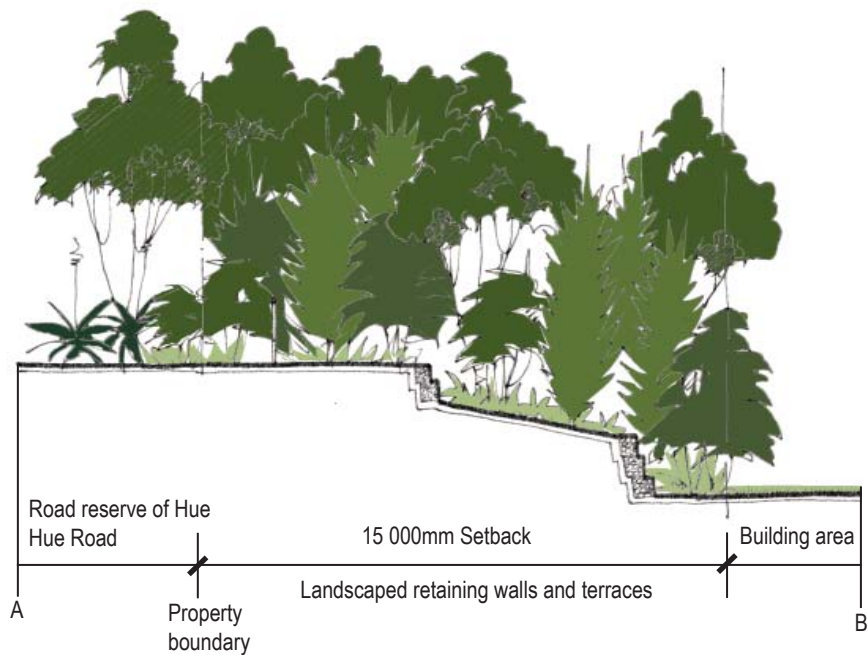 Road reserve of Hue
Hue Road
15 000mm Setback
Building area
Landscaped retaining walls and terraces
A
Property
boundary
B